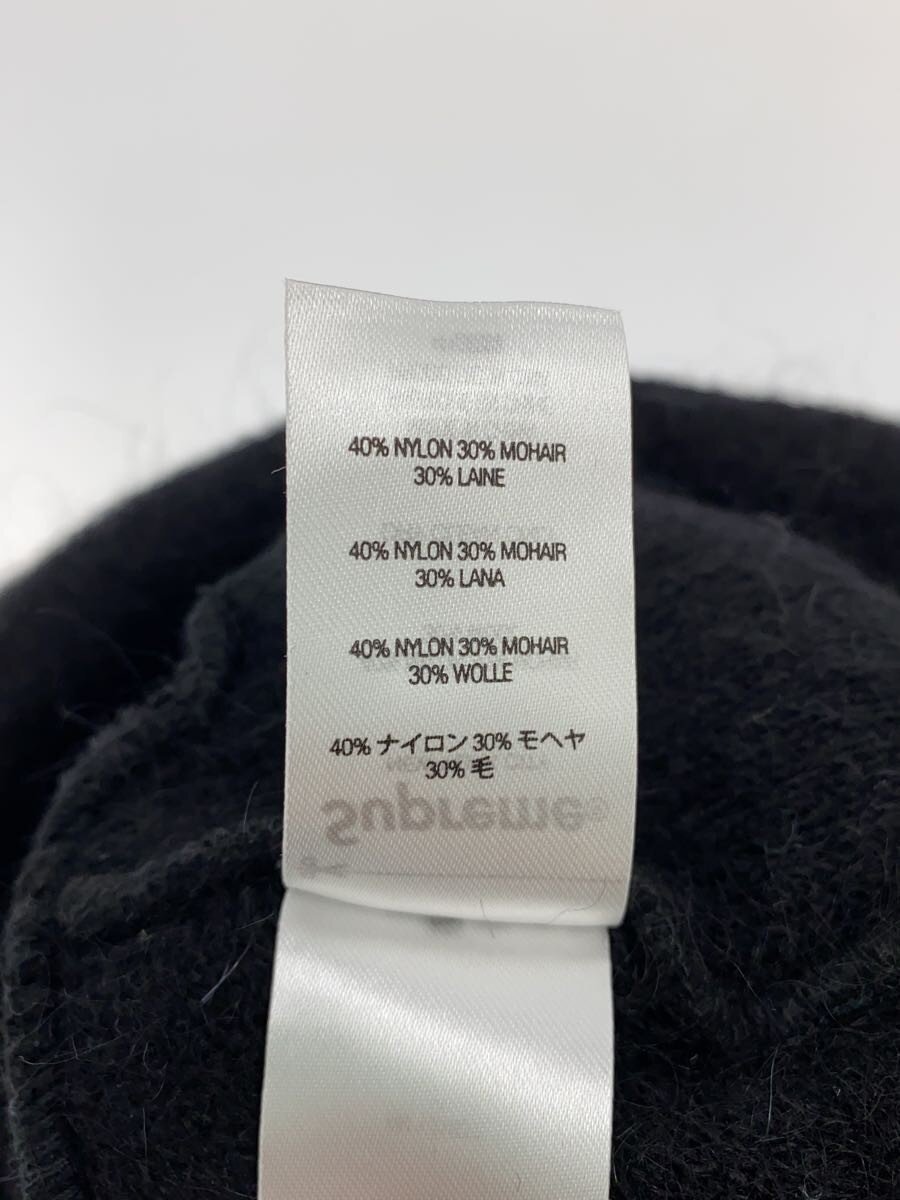 40% NYLON 30% MOHAIR
30% LAINE
40% NYLON 30% MOHAIR
30% LANA
40% NYLON 30% MOHAIR
30% WOLLE
40% ナイロン 30% モヘヤ
30% 毛
Supreme®